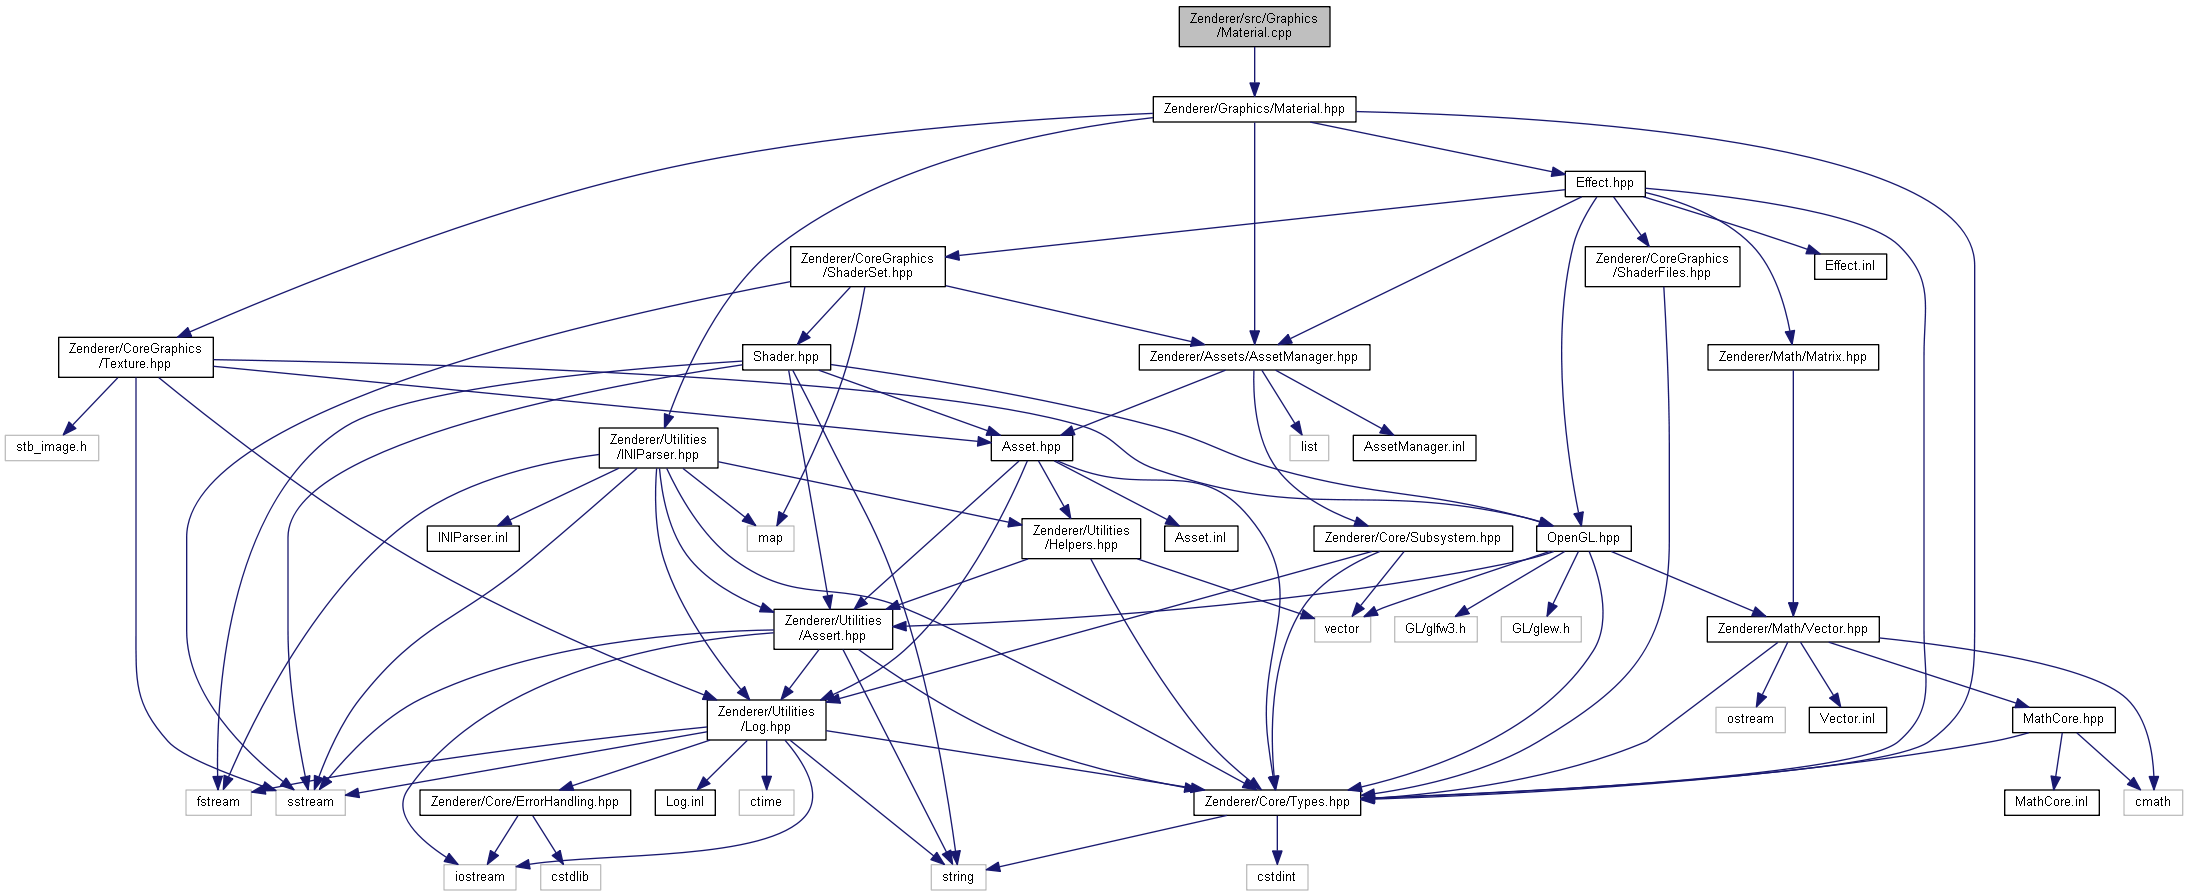 Zenderer/src/Graphics
/Material.cpp
Zenderer/Graphics/Material.hpp
Effect.hpp
Zenderer/CoreGraphics
/ShaderSet.hpp
Zenderer/CoreGraphics
/ShaderFiles.hpp
Effect.inl
Zenderer/CoreGraphics
/Texture.hpp
Shader.hpp
Zenderer/Assets/AssetManager.hpp
Zenderer/Math/Matrix.hpp
stb_image.h
Zenderer/Utilities
/INIParser.hpp
Asset.hpp
list
AssetManager.inl
INIParser.inl
map
Zenderer/Utilities
/Helpers.hpp
Asset.inl
Zenderer/Core/Subsystem.hpp
OpenGL.hpp
Zenderer/Utilities
/Assert.hpp
vector
GL/glfw3.h
GL/glew.h
Zenderer/Math/Vector.hpp
Zenderer/Utilities
/Log.hpp
ostream
Vector.inl
MathCore.hpp
fstream
sstream
Zenderer/Core/ErrorHandling.hpp
Log.inl
ctime
Zenderer/Core/Types.hpp
MathCore.inl
cmath
iostream
cstdlib
string
cstdint